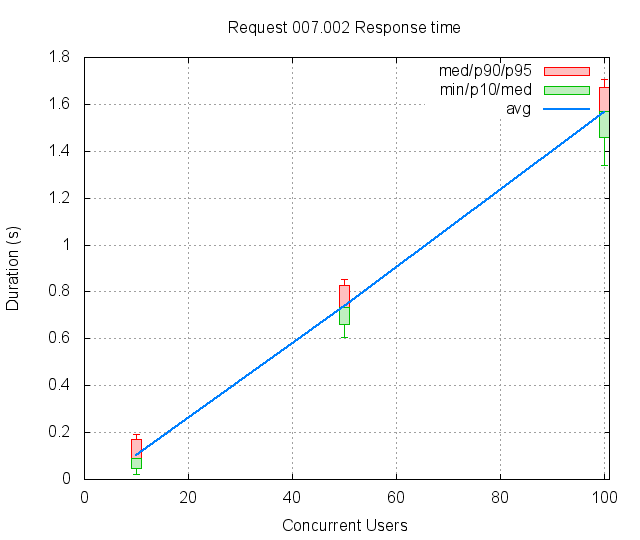 Request 007.002 Response time
med/p90/p95
min/p10/med
avg
1.8
1.6
1.4
1.2
1
0.8
0.6
0.4
0.2
0
Duration (s)
0 20 40 60 80 100
Concurrent Users